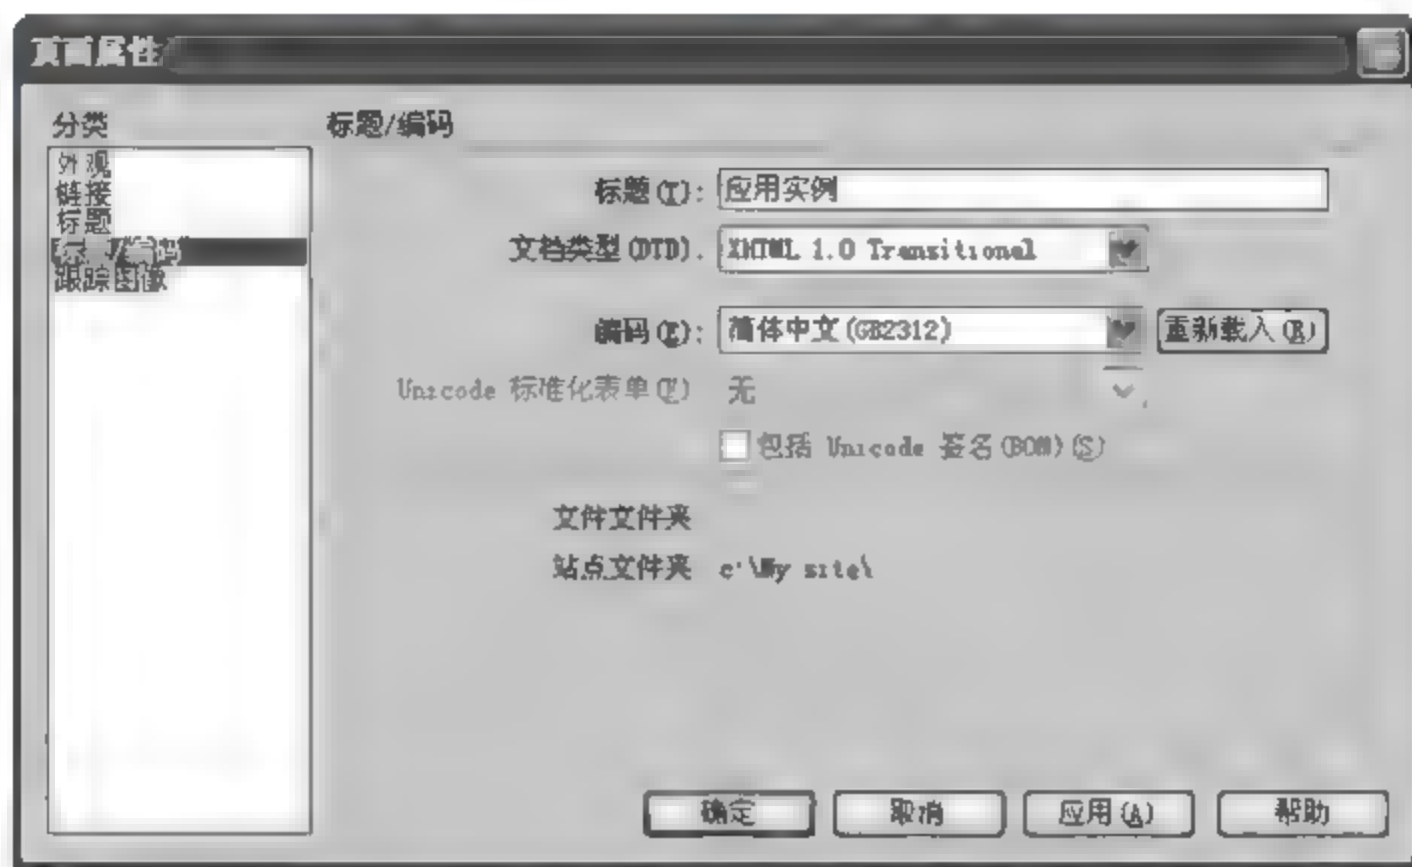 页面属性
分类
外观
链接
标题
标题/编码
跟踪图像
标题/编码
标题(T): 应用实例
文档类型(DTD). XHTML 1.0 Transitional
编码(E): 简体中文(GB2312) 重新载入(R)
Unicode 标准化表单(F) 无
包括 Unicode 签名(BOM)(S)
文件文件夹
站点文件夹 c:\My site\
确定 取消 应用(A) 帮助